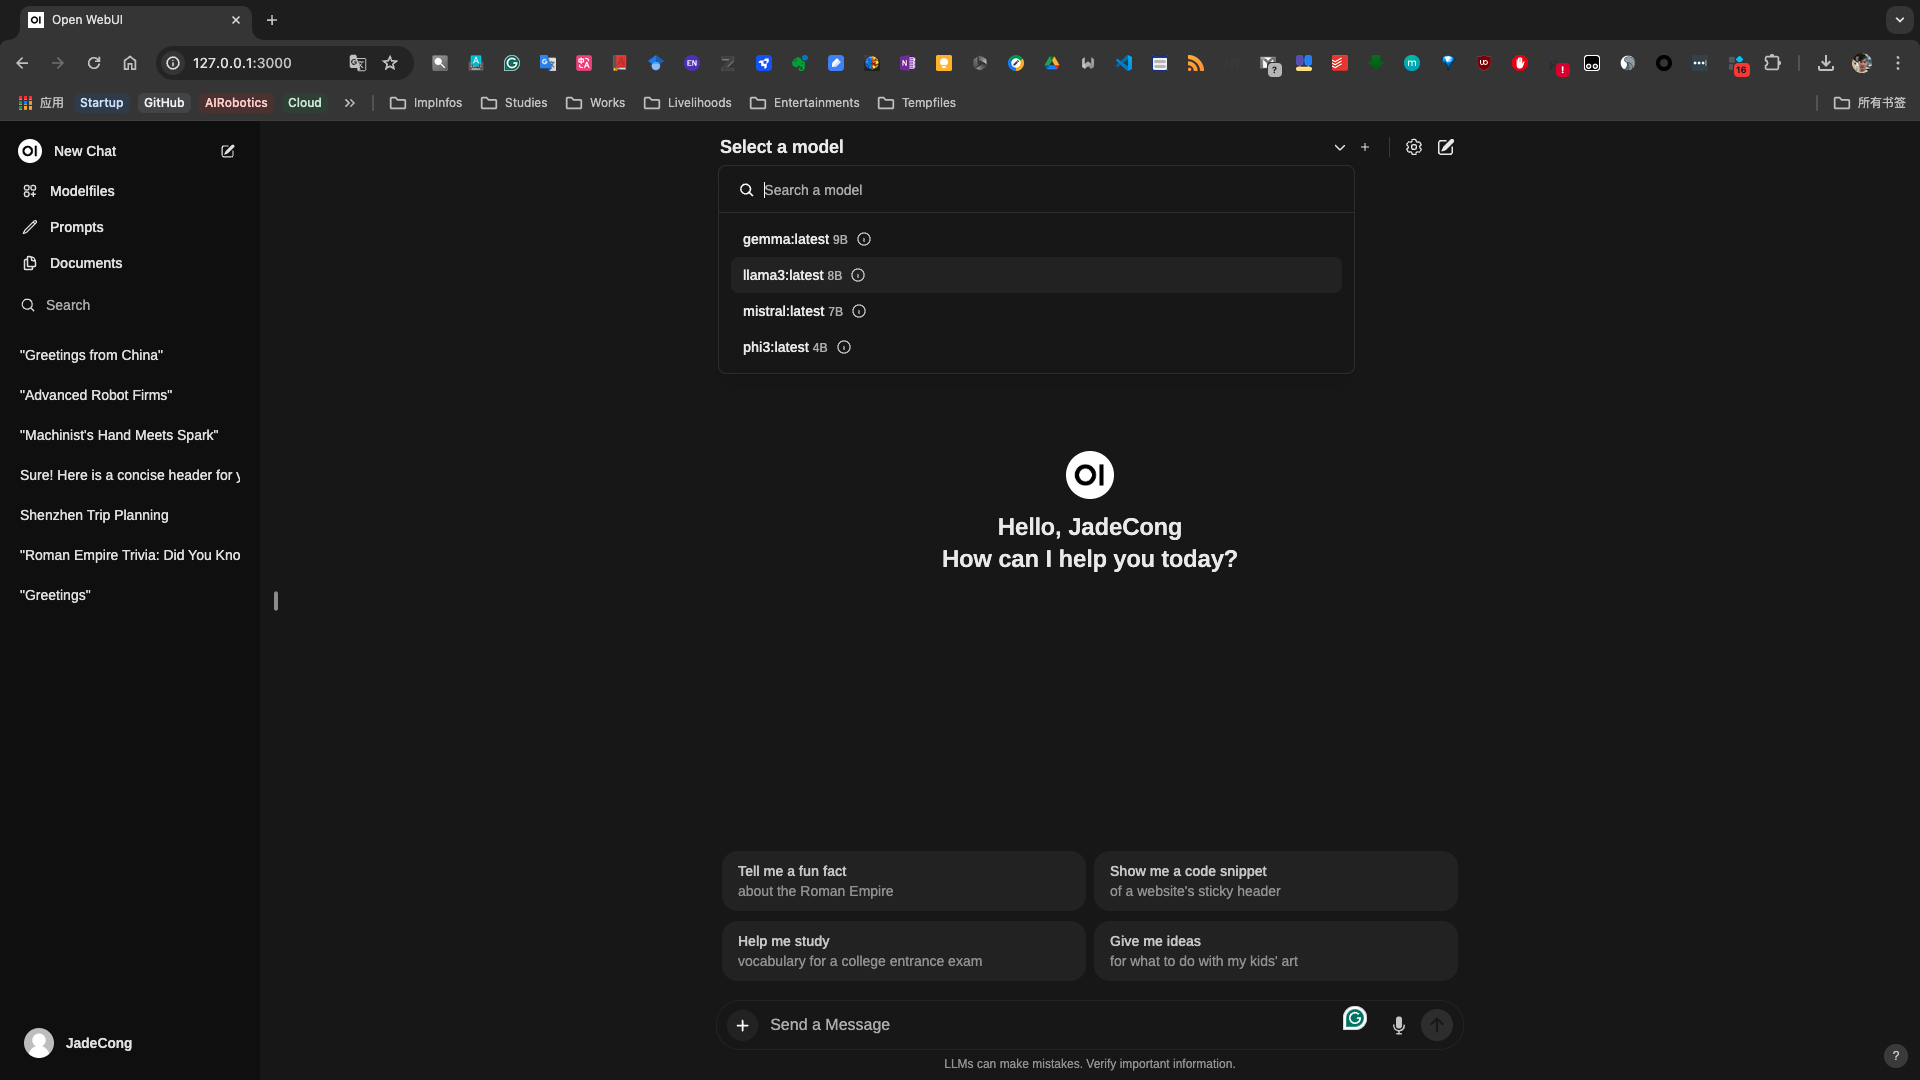 OI Open WebUI
127.0.0.1:3000
EN
N
m
UD
?
!
16
应用 Startup GitHub AIRobotics Cloud ImpInfos Studies Works Livelihoods Entertainments Tempfiles 所有书签
OI New Chat
Modelfiles
Prompts
Documents
Search
"Greetings from China"
"Advanced Robot Firms"
"Machinist's Hand Meets Spark"
Sure! Here is a concise header for y
Shenzhen Trip Planning
"Roman Empire Trivia: Did You Kno
"Greetings"
JadeCong
Select a model
Search a model
gemma:latest 9B
llama3:latest 8B
mistral:latest 7B
phi3:latest 4B
OI
Hello, JadeCong
How can I help you today?
Tell me a fun fact
about the Roman Empire
Show me a code snippet
of a website's sticky header
Help me study
vocabulary for a college entrance exam
Give me ideas
for what to do with my kids' art
Send a Message
LLMs can make mistakes. Verify important information.
?